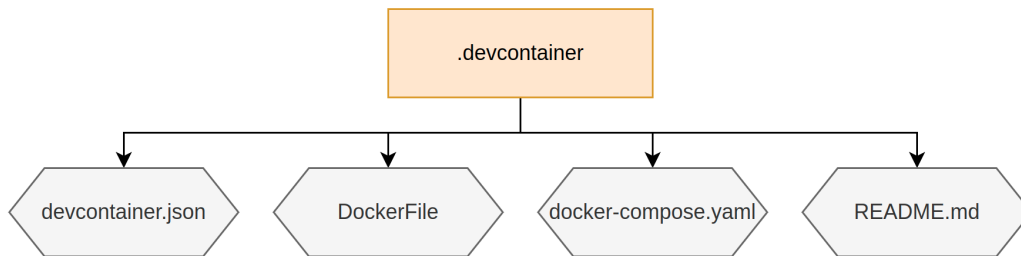 .devcontainer
devcontainer.json
DockerFile
docker-compose.yaml
README.md